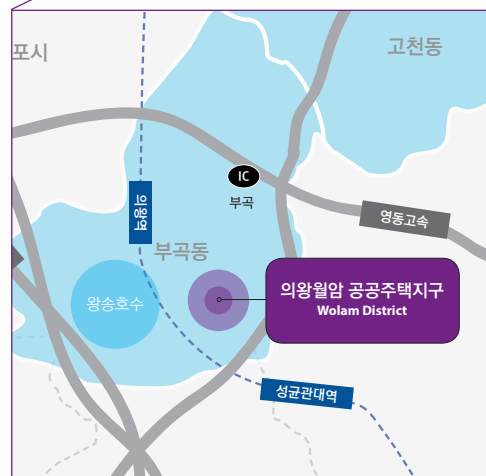 포시
고천동
IC
부곡
의왕역
영동고속
부곡동
왕송호수
의왕월암 공공주택지구
Wolam District
성균관대역